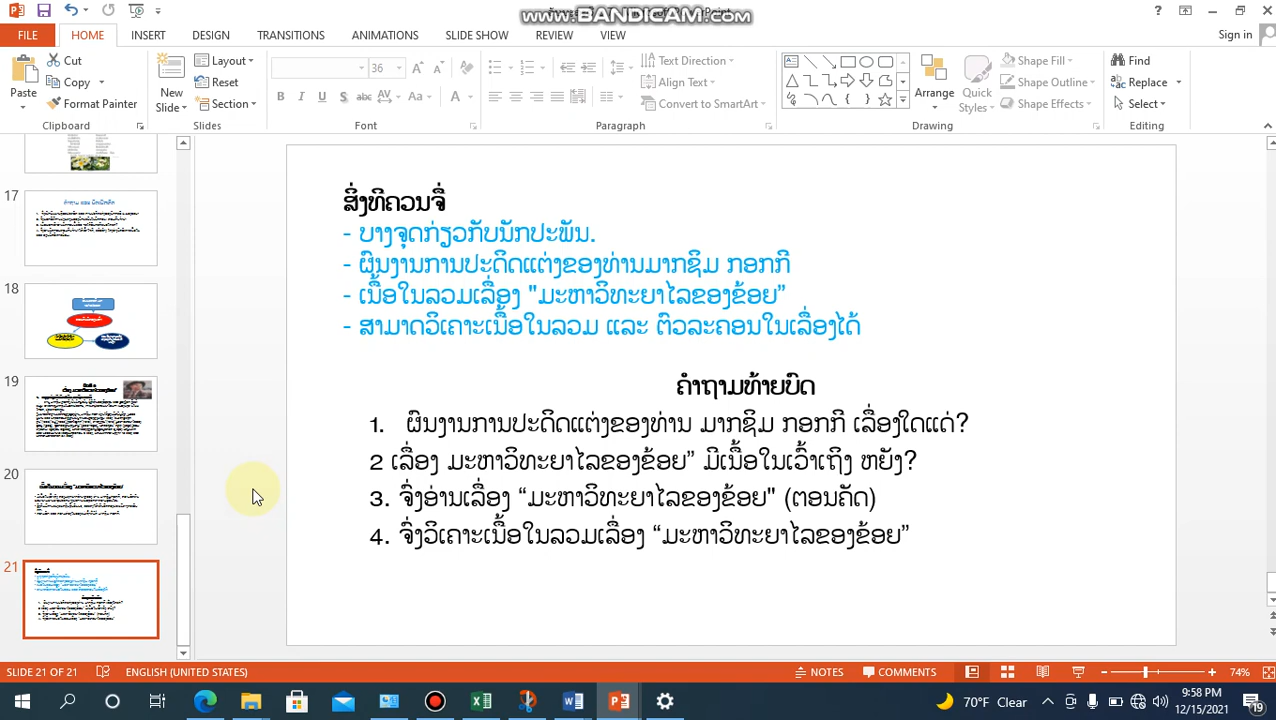 www.BANDICAM.com
Sign in
FILE HOME INSERT DESIGN TRANSITIONS ANIMATIONS SLIDE SHOW REVIEW VIEW
Paste
Cut
Copy
Format Painter
Clipboard
New Slide
Layout
Reset
Section
Slides
36
Font
Text Direction
Align Text
Convert to SmartArt
Paragraph
Arrange
Quick Styles
Shape Fill
Shape Outline
Shape Effects
Drawing
Find
Replace
Select
Editing
17
18
19
20
21
ສິ່ງທີຄວນຈື່
- ບາງຈຸດກ່ຽວກັບນັກປະພັນ.
- ຜົນງານການປະດິດແຕ່ງຂອງທ່ານມາກຊິມ ກອກກີ
- ເນື້ອໃນລວມເລື່ອງ "ມະຫາວິທະຍາໄລຂອງຂ້ອຍ”
- ສາມາດວິເຄາະເນື້ອໃນລວມ ແລະ ຕົວລະຄອນໃນເລື່ອງໄດ້
ຄໍາຖາມທ້າຍບົດ
1. ຜົນງານການປະດິດແຕ່ງຂອງທ່ານ ມາກຊິມ ກອກກີ ເລື່ອງໃດແດ່?
2 ເລື່ອງ ມະຫາວິທະຍາໄລຂອງຂ້ອຍ” ມີເນື້ອໃນເວົ້າເຖິງ ຫຍັງ?
3. ຈົ່ງອ່ານເລື່ອງ “ມະຫາວິທະຍາໄລຂອງຂ້ອຍ" (ຕອນຄັດ)
4. ຈົ່ງວິເຄາະເນື້ອໃນລວມເລື່ອງ “ມະຫາວິທະຍາໄລຂອງຂ້ອຍ”
SLIDE 21 OF 21 ENGLISH (UNITED STATES) NOTES COMMENTS 74%
70°F Clear
9:58 PM
12/15/2021
19